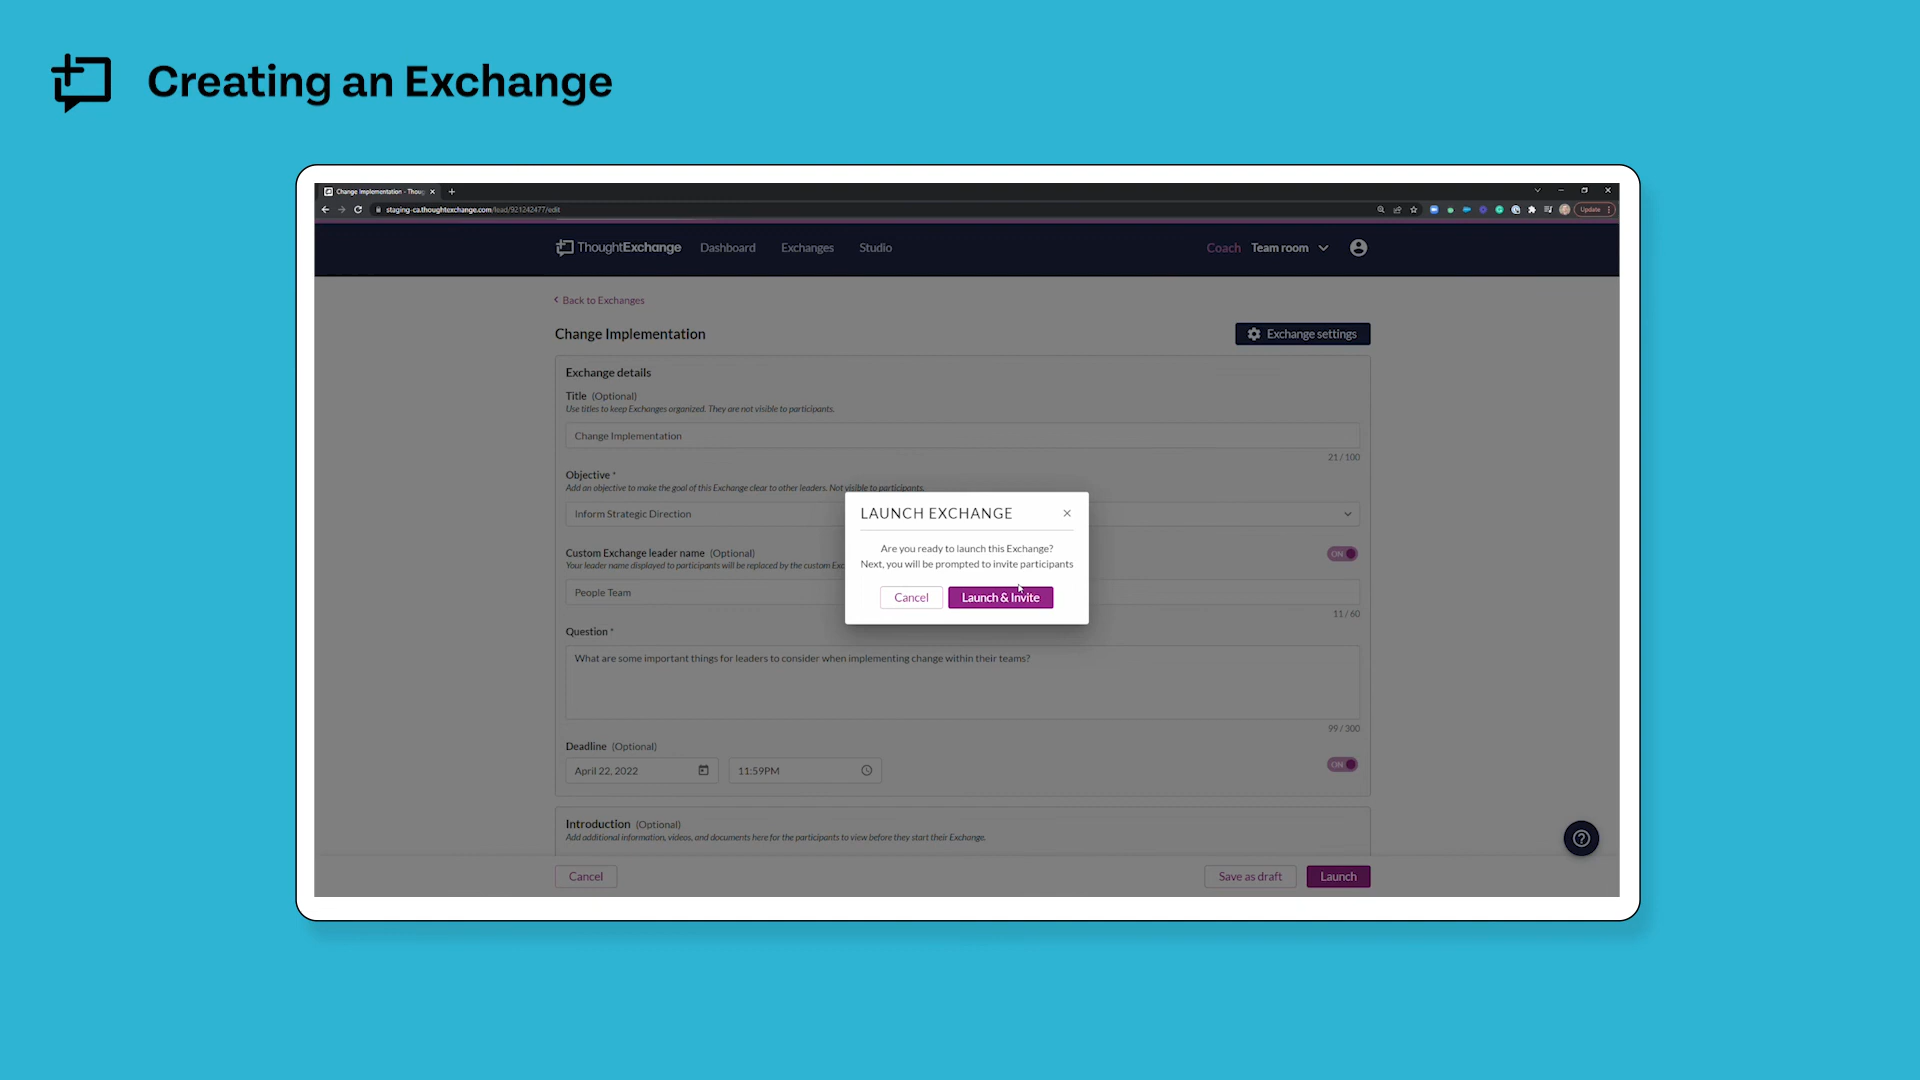 Creating an Exchange
Change Implementation - Thoug
staging-ca.thoughtexchange.com/lead/921242477/edit
Update
ThoughtExchange Dashboard Exchanges Studio Coach Team room
Back to Exchanges
Change Implementation
Exchange settings
Exchange details
Title (Optional)
Use titles to keep Exchanges organized. They are not visible to participants.
Change Implementation
21 / 100
Objective *
Add an objective to make the goal of this Exchange clear to other leaders. Not visible to participants.
Inform Strategic Direction
Custom Exchange leader name (Optional)
ON
Your leader name displayed to participants will be replaced by the custom Exc
People Team
11 / 60
LAUNCH EXCHANGE
Are you ready to launch this Exchange?
Next, you will be prompted to invite participants
Cancel Launch & Invite
Question *
What are some important things for leaders to consider when implementing change within their teams?
99 / 300
Deadline (Optional)
April 22, 2022 11:59PM
ON
Introduction (Optional)
Add additional information, videos, and documents here for the participants to view before they start their Exchange.
Cancel Save as draft Launch